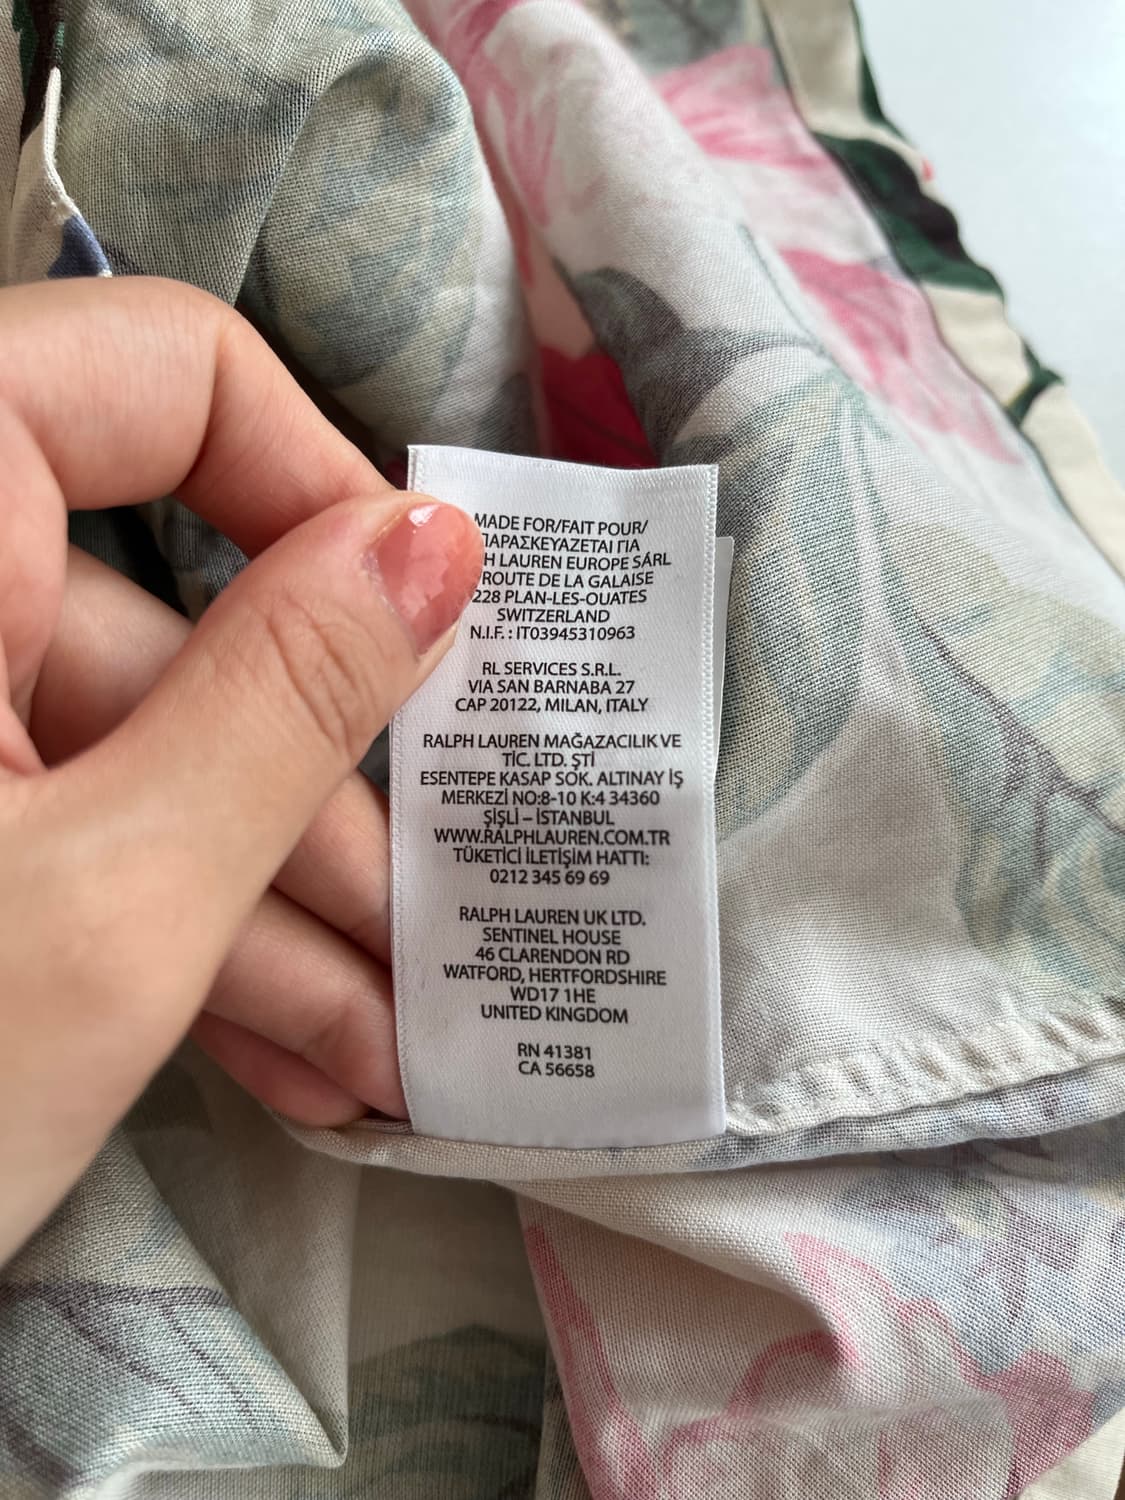 MADE FOR/FAIT POUR/
ΠΑΡΑΣΚΕΥΑΖΕΤΑΙ ΓΙΑ
LAUREN EUROPE SÁRL
ROUTE DE LA GALAISE
PLAN-LES-OUATES
SWITZERLAND
N.I.F. : IT03945310963
RL SERVICES S.R.L.
VIA SAN BARNABA 27
CAP 20122, MILAN, ITALY
RALPH LAUREN MAĞAZACILIK VE
TİC. LTD. ŞTİ
ESENTEPE KASAP SOK. ALTINAY İŞ
MERKEZİ NO:8-10 K:4 34360
ŞİŞLİ – İSTANBUL
WWW.RALPHLAUREN.COM.TR
TÜKETİCİ İLETİŞİM HATTI:
0212 345 69 69
RALPH LAUREN UK LTD.
SENTINEL HOUSE
46 CLARENDON RD
WATFORD, HERTFORDSHIRE
WD17 1HE
UNITED KINGDOM
RN 41381
CA 56658